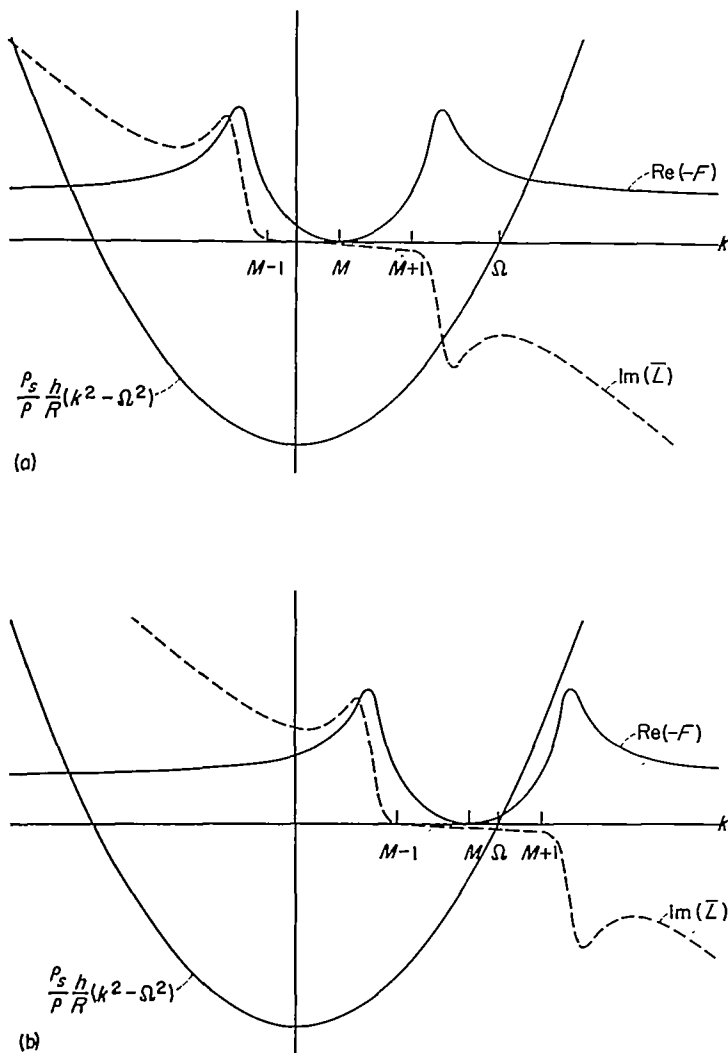 Re(-F)
k
M-1 M M+1 Ω
Im(L̅)
ρₛ/ρ h/R (k² - Ω²)
(a)
Re(-F)
k
M-1 M Ω M+1
Im(L̅)
ρₛ/ρ h/R (k² - Ω²)
(b)